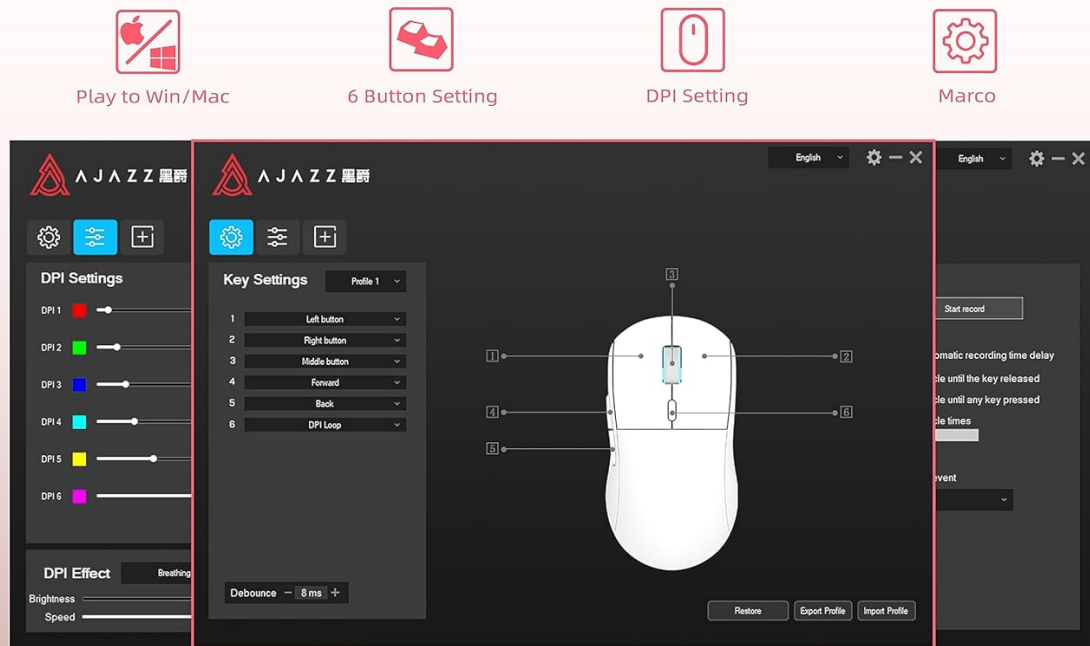 Play to Win/Mac
6 Button Setting
DPI Setting
Marco
AJAZZ 黑爵
AJAZZ 黑爵
English
English
DPI Settings
DPI 1
DPI 2
DPI 3
DPI 4
DPI 5
DPI 6
DPI Effect
Breathing
Brightness
Speed
Key Settings
Profile 1
1 Left button
2 Right button
3 Middle button
4 Forward
5 Back
6 DPI Loop
Debounce - 8 ms +
3
1
2
4
6
5
Restore
Export Profile
Import Profile
Start record
omatic recording time delay
cle until the key released
cle until any key pressed
cle times
event